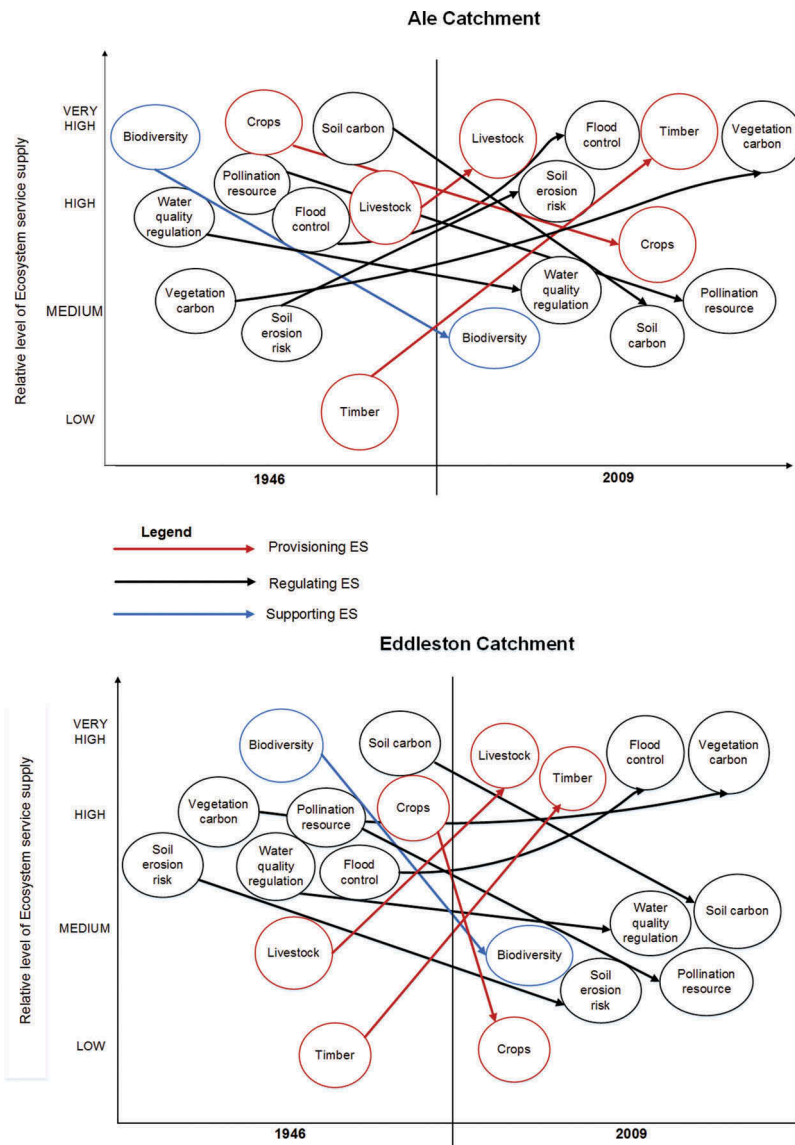 Ale Catchment
Relative level of Ecosystem service supply
VERY
HIGH
HIGH
MEDIUM
LOW
Biodiversity
Crops
Soil carbon
Pollination
resource
Water
quality
regulation
Flood
control
Livestock
Vegetation
carbon
Soil
erosion
risk
Timber
Livestock
Flood
control
Timber
Vegetation
carbon
Soil
erosion
risk
Crops
Water
quality
regulation
Pollination
resource
Biodiversity
Soil
carbon
1946
2009
Legend
Provisioning ES
Regulating ES
Supporting ES
Eddleston Catchment
Relative level of Ecosystem service supply
VERY
HIGH
HIGH
MEDIUM
LOW
Biodiversity
Soil carbon
Vegetation
carbon
Pollination
resource
Crops
Soil
erosion
risk
Water
quality
regulation
Flood
control
Livestock
Timber
Livestock
Timber
Flood
control
Vegetation
carbon
Water
quality
regulation
Soil carbon
Biodiversity
Soil
erosion
risk
Pollination
resource
Crops
1946
2009